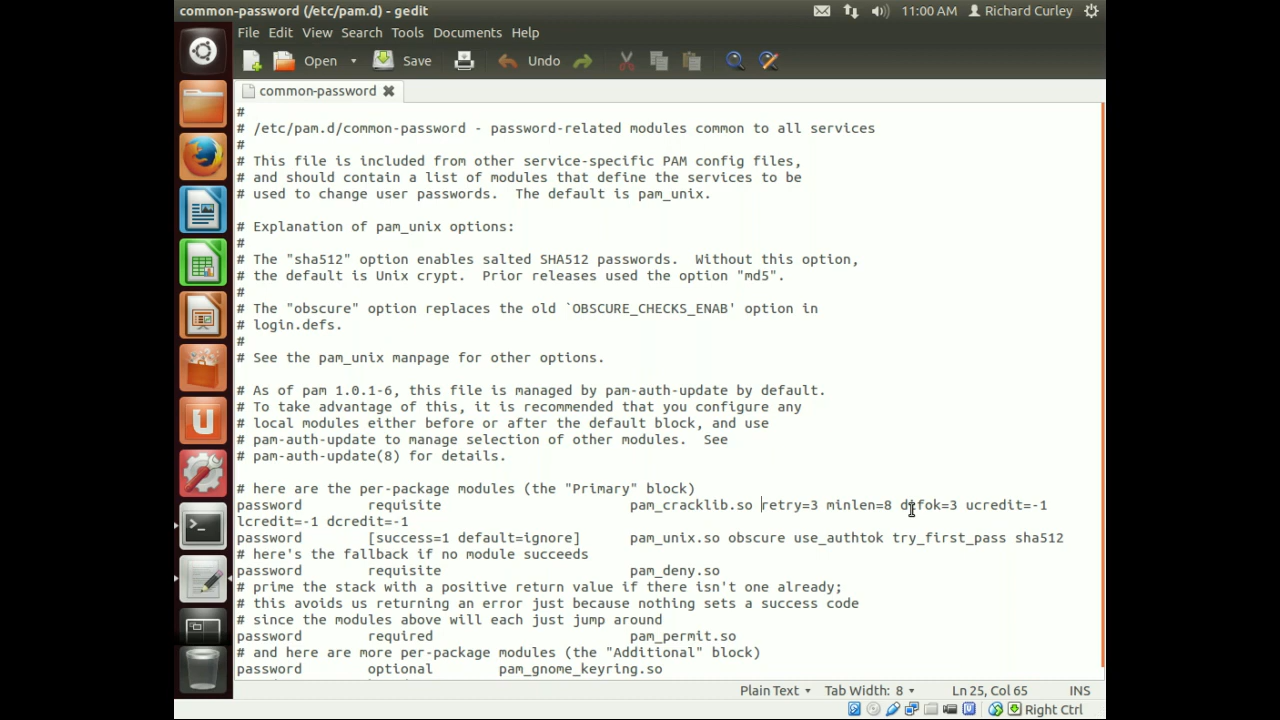 common-password (/etc/pam.d) - gedit
11:00 AM Richard Curley
File Edit View Search Tools Documents Help
Open Save Undo
common-password
#
# /etc/pam.d/common-password - password-related modules common to all services
#
# This file is included from other service-specific PAM config files,
# and should contain a list of modules that define the services to be
# used to change user passwords.  The default is pam_unix.
# Explanation of pam_unix options:
#
# The "sha512" option enables salted SHA512 passwords.  Without this option,
# the default is Unix crypt.  Prior releases used the option "md5".
#
# The "obscure" option replaces the old `OBSCURE_CHECKS_ENAB' option in
# login.defs.
#
# See the pam_unix manpage for other options.
# As of pam 1.0.1-6, this file is managed by pam-auth-update by default.
# To take advantage of this, it is recommended that you configure any
# local modules either before or after the default block, and use
# pam-auth-update to manage selection of other modules.  See
# pam-auth-update(8) for details.
# here are the per-package modules (the "Primary" block)
password requisite pam_cracklib.so retry=3 minlen=8 difok=3 ucredit=-1
lcredit=-1 dcredit=-1
password [success=1 default=ignore] pam_unix.so obscure use_authtok try_first_pass sha512
# here's the fallback if no module succeeds
password requisite pam_deny.so
# prime the stack with a positive return value if there isn't one already;
# this avoids us returning an error just because nothing sets a success code
# since the modules above will each just jump around
password required pam_permit.so
# and here are more per-package modules (the "Additional" block)
password optional pam_gnome_keyring.so
Plain Text Tab Width: 8 Ln 25, Col 65 INS
Right Ctrl